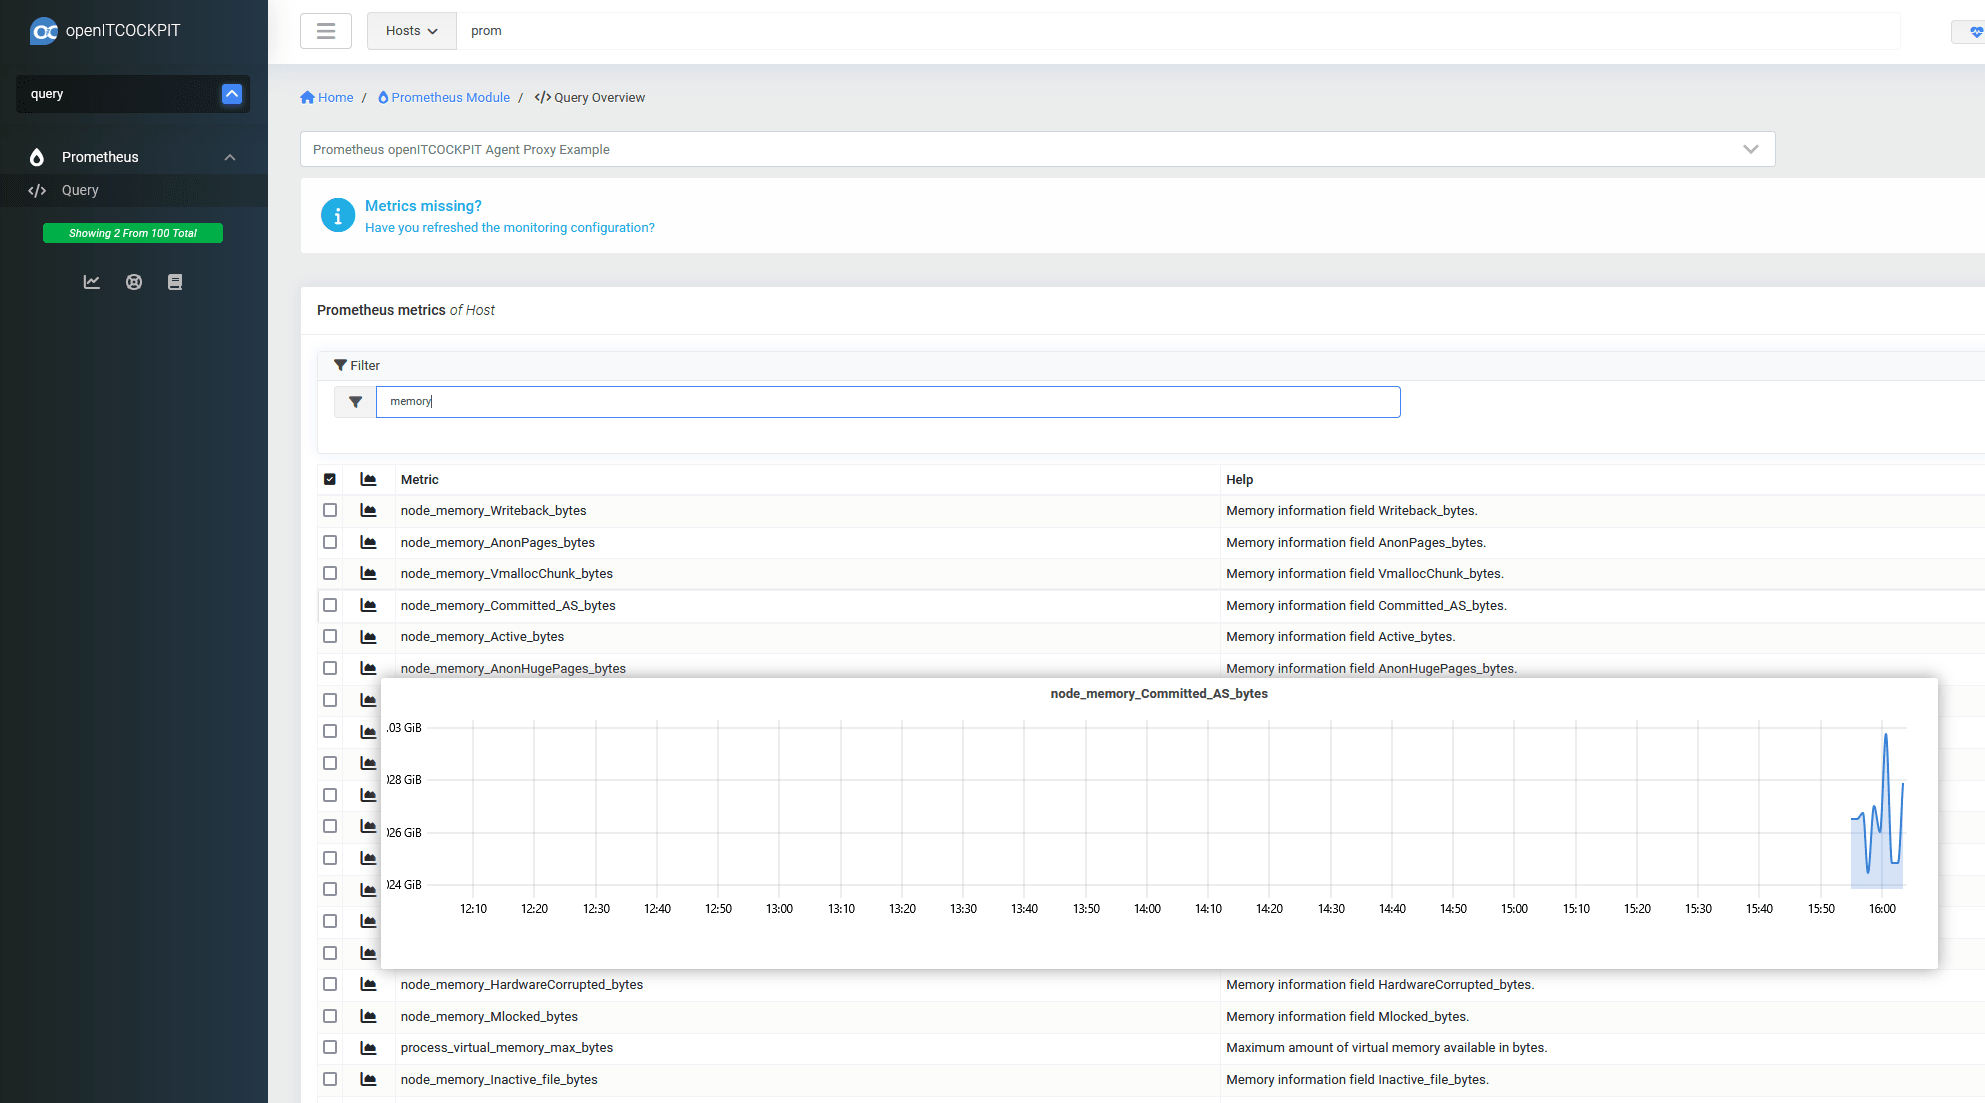 openITCOCKPIT
Hosts
prom
query
Home / Prometheus Module / Query Overview
Prometheus openITCOCKPIT Agent Proxy Example
Prometheus
Query
Showing 2 From 100 Total
Metrics missing?
Have you refreshed the monitoring configuration?
Prometheus metrics of Host
Filter
memory
Metric Help
node_memory_Writeback_bytes Memory information field Writeback_bytes.
node_memory_AnonPages_bytes Memory information field AnonPages_bytes.
node_memory_VmallocChunk_bytes Memory information field VmallocChunk_bytes.
node_memory_Committed_AS_bytes Memory information field Committed_AS_bytes.
node_memory_Active_bytes Memory information field Active_bytes.
node_memory_AnonHugePages_bytes Memory information field AnonHugePages_bytes.
node_memory_Committed_AS_bytes
.03 GiB
28 GiB
26 GiB
24 GiB
12:10 12:20 12:30 12:40 12:50 13:00 13:10 13:20 13:30 13:40 13:50 14:00 14:10 14:20 14:30 14:40 14:50 15:00 15:10 15:20 15:30 15:40 15:50 16:00
node_memory_HardwareCorrupted_bytes Memory information field HardwareCorrupted_bytes.
node_memory_Mlocked_bytes Memory information field Mlocked_bytes.
process_virtual_memory_max_bytes Maximum amount of virtual memory available in bytes.
node_memory_Inactive_file_bytes Memory information field Inactive_file_bytes.